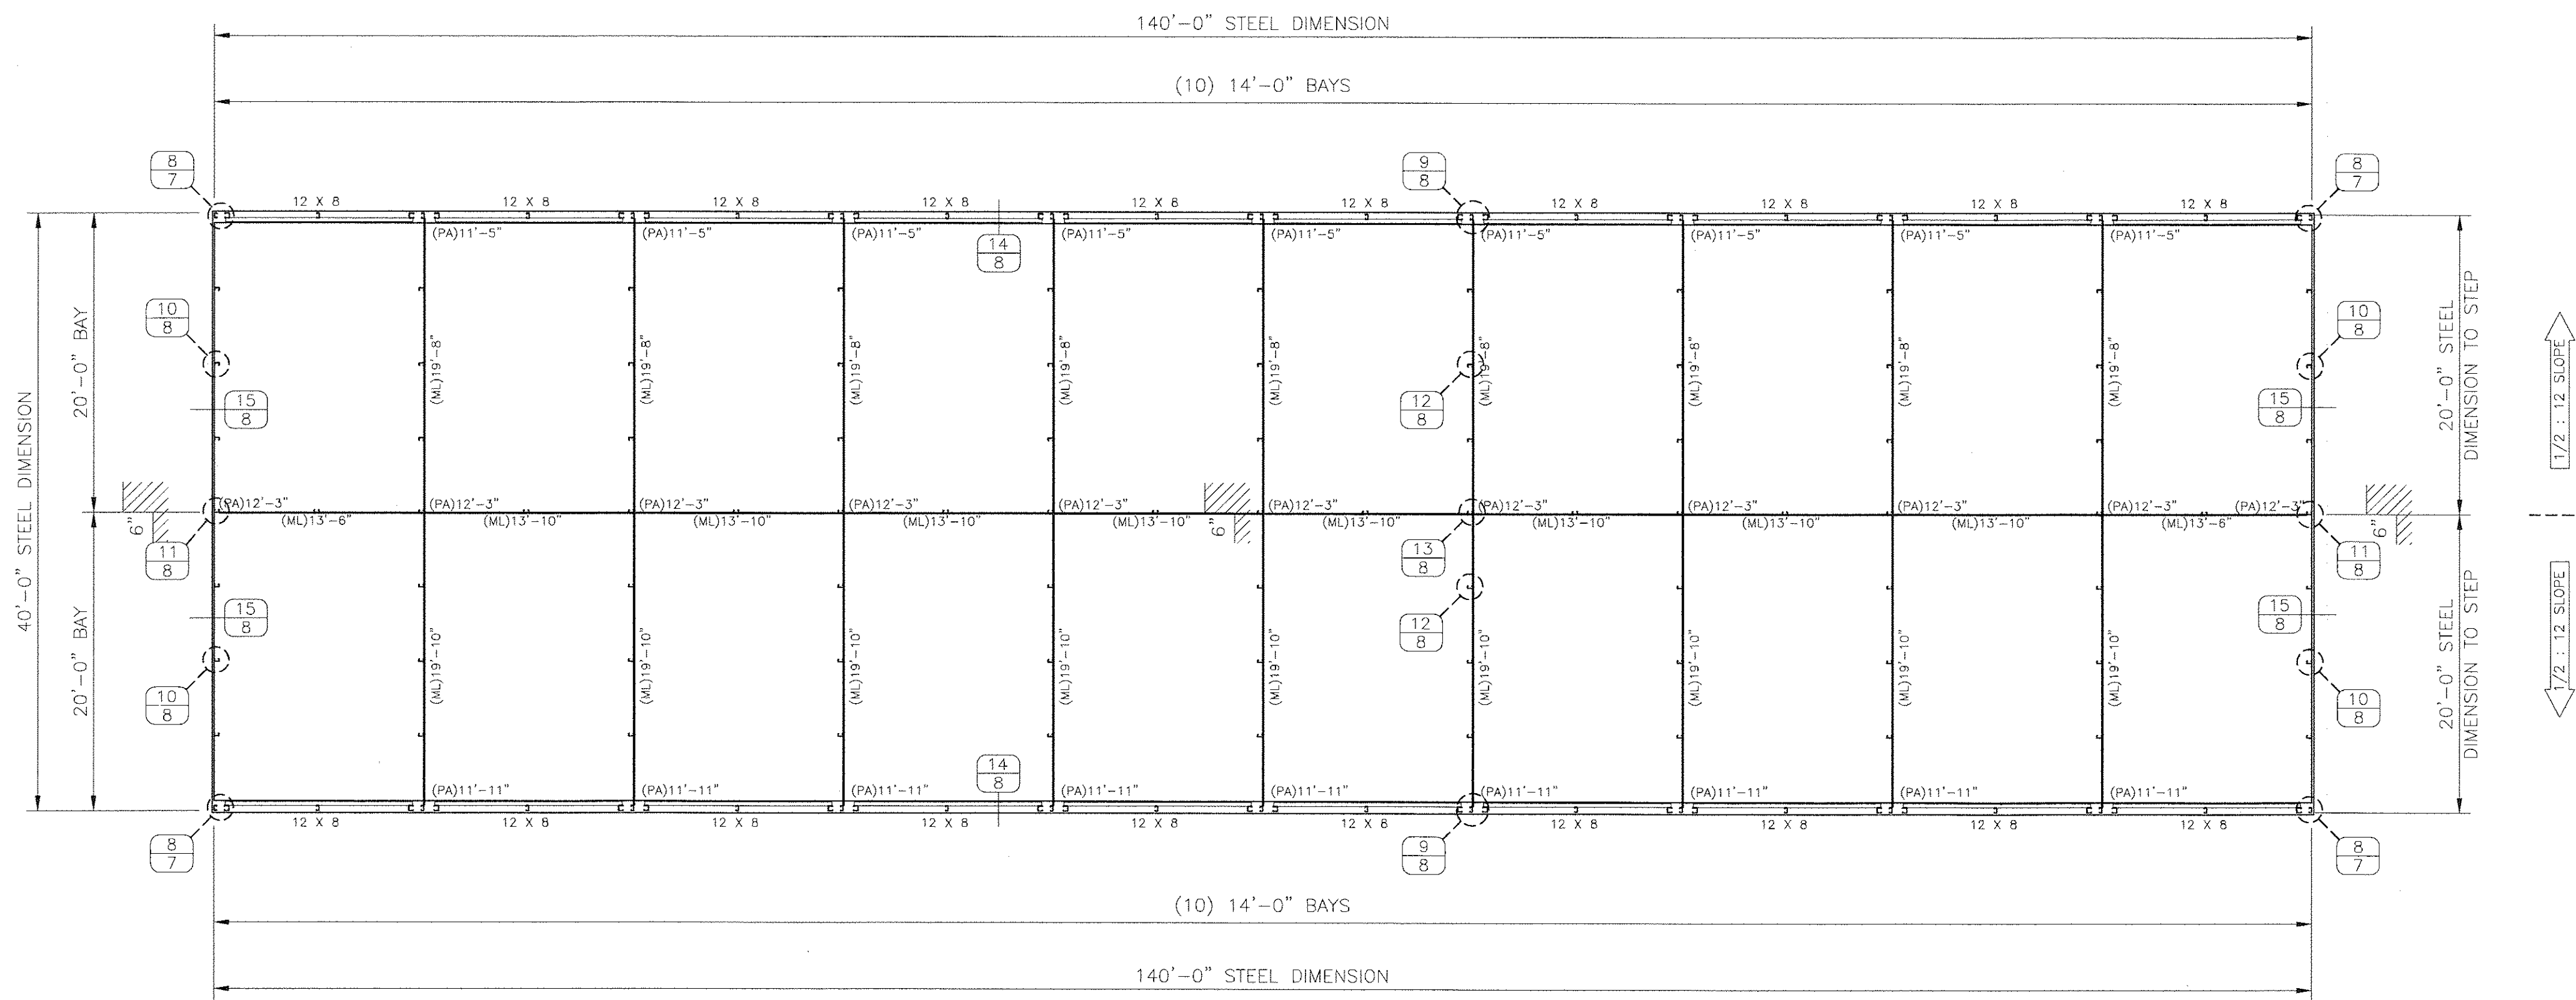 140'-0" STEEL DIMENSION
(10) 14'-0" BAYS
8
7
9
8
8
7
12 X 8
12 X 8
12 X 8
12 X 8
12 X 8
12 X 8
12 X 8
12 X 8
12 X 8
12 X 8
(PA)11'-5"
(PA)11'-5"
(PA)11'-5"
(PA)11'-5"
(PA)11'-5"
(PA)11'-5"
(PA)11'-5"
(PA)11'-5"
(PA)11'-5"
14
8
40'-0" STEEL DIMENSION
20'-0" BAY
20'-0" BAY
10
8
15
8
(ML)19'-8"
(ML)19'-8"
(ML)19'-8"
(ML)19'-8"
(ML)19'-8"
(ML)19'-8"
(ML)19'-8"
(ML)19'-8"
(ML)19'-8"
12
8
10
8
15
8
20'-0" STEEL
DIMENSION TO STEP
1/2 : 12 SLOPE
(PA)12'-3"
(PA)12'-3"
(PA)12'-3"
(PA)12'-3"
(PA)12'-3"
(PA)12'-3"
(PA)12'-3"
(PA)12'-3"
(PA)12'-3"
(PA)12'-3"
(PA)12'-3"
(ML)13'-6"
(ML)13'-10"
(ML)13'-10"
(ML)13'-10"
(ML)13'-10"
(ML)13'-10"
(ML)13'-10"
(ML)13'-10"
(ML)13'-10"
(ML)13'-6"
6"
6"
6"
11
8
13
8
11
8
15
8
12
8
15
8
10
8
10
8
(ML)19'-10"
(ML)19'-10"
(ML)19'-10"
(ML)19'-10"
(ML)19'-10"
(ML)19'-10"
(ML)19'-10"
(ML)19'-10"
(ML)19'-10"
20'-0" STEEL
DIMENSION TO STEP
1/2 : 12 SLOPE
14
8
(PA)11'-11"
(PA)11'-11"
(PA)11'-11"
(PA)11'-11"
(PA)11'-11"
(PA)11'-11"
(PA)11'-11"
(PA)11'-11"
(PA)11'-11"
12 X 8
12 X 8
12 X 8
12 X 8
12 X 8
12 X 8
12 X 8
12 X 8
12 X 8
12 X 8
8
7
9
8
8
7
(10) 14'-0" BAYS
140'-0" STEEL DIMENSION